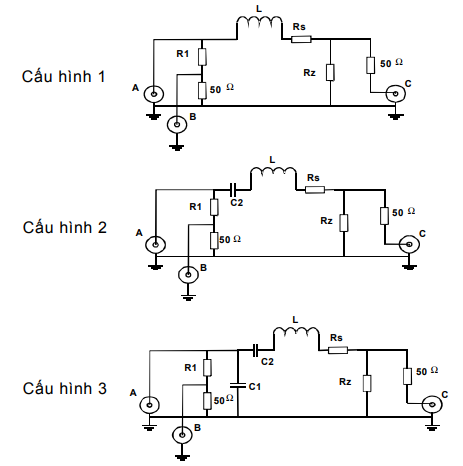 L
Rs
R1
50 Ω
Cấu hình 1
Rz
50 Ω
A
C
B
L
Rs
C2
R1
Cấu hình 2
Rz
50 Ω
A
50 Ω
C
B
L
Rs
C2
R1
50 Ω
Cấu hình 3
C1
Rz
A
50Ω
C
B